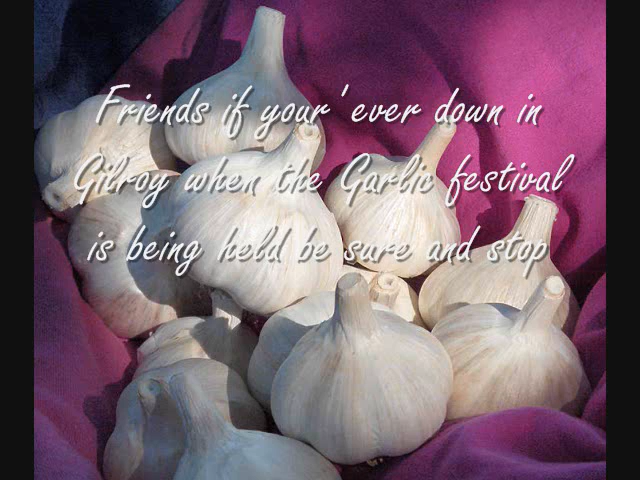 Friends if your'ever down in
Gilroy when the Garlic festival
is being held be sure and stop